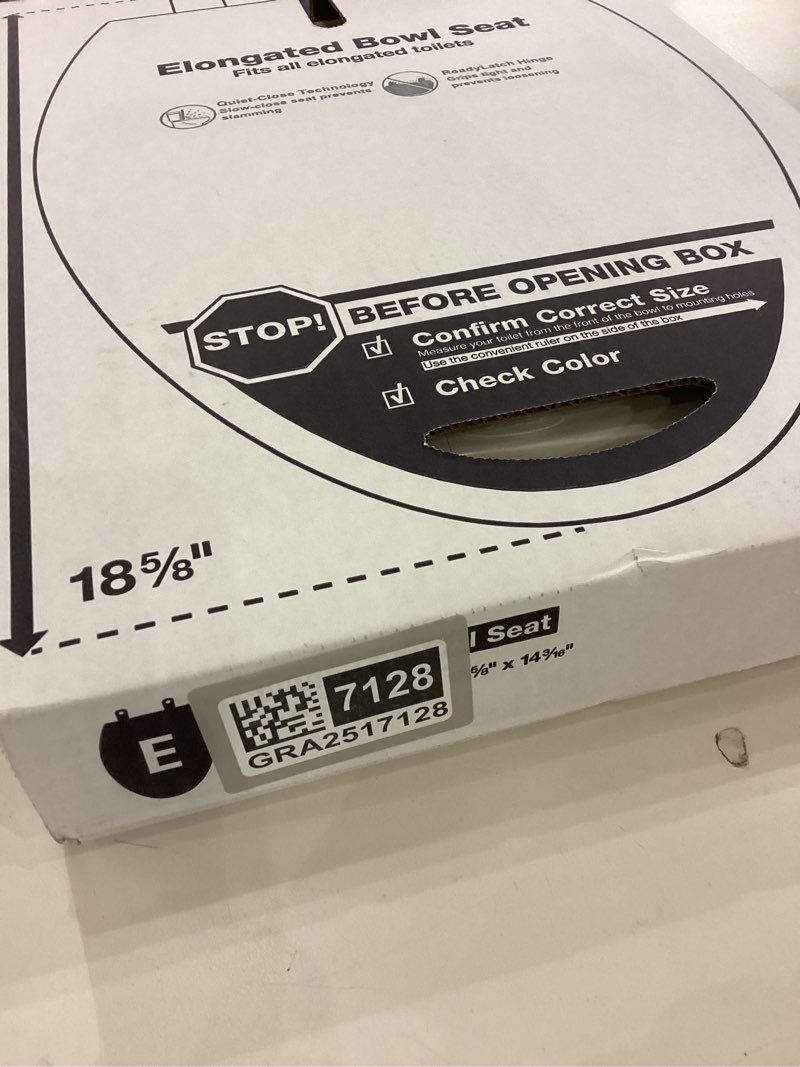 Elongated Bowl Seat
Fits all elongated toilets
Quiet-Close Technology
Slow-close seat prevents
slamming
ReadyLatch Hinge
Grips tight and
prevents loosening
STOP!
BEFORE OPENING BOX
Confirm Correct Size
Measure your toilet from the front of the bowl to mounting holes
Use the convenient ruler on the side of the box
Check Color
18⅝"
l Seat
⅝" x 14³⁄₁₆"
E
7128
GRA2517128